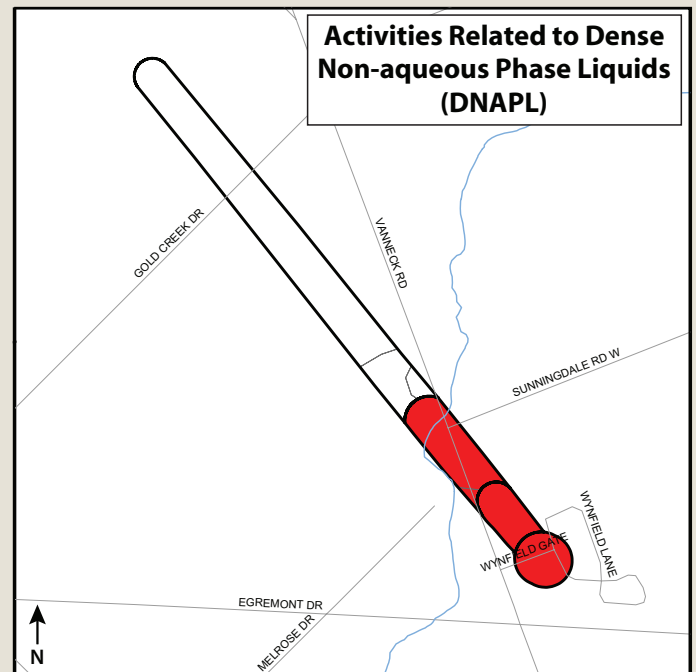 Activities Related to Dense
Non-aqueous Phase Liquids
(DNAPL)
GOLD CREEK DR
VANNECK RD
SUNNINGDALE RD W
WYNFIELD LANE
WYNFIELD GATE
EGREMONT DR
MELROSE DR
N